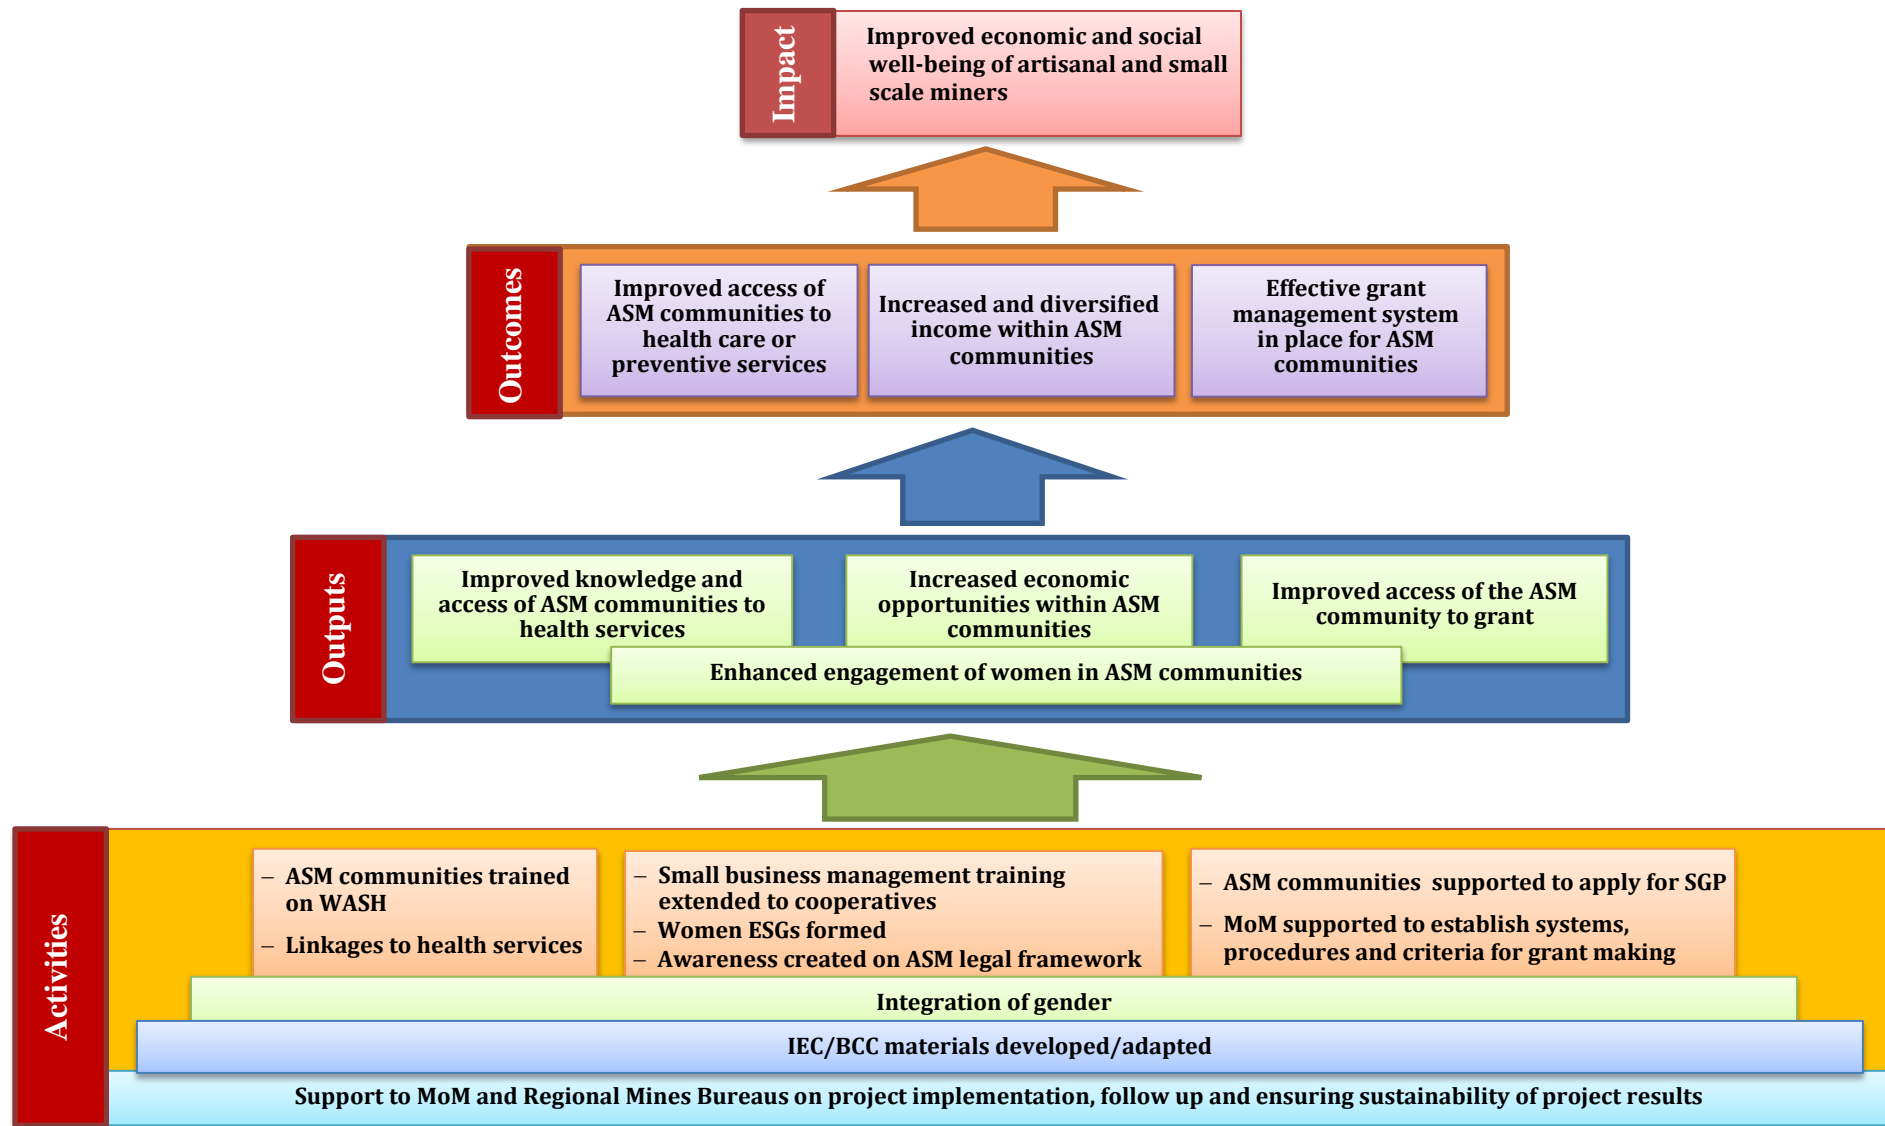 Impact
Improved economic and social
well-being of artisanal and small
scale miners
Outcomes
Improved access of
ASM communities to
health care or
preventive services
Increased and diversified
income within ASM
communities
Effective grant
management system
in place for ASM
communities
Outputs
Improved knowledge and
access of ASM communities to
health services
Increased economic
opportunities within ASM
communities
Improved access of the ASM
community to grant
Enhanced engagement of women in ASM communities
Activities
– ASM communities trained
on WASH
– Linkages to health services
– Small business management training
extended to cooperatives
– Women ESGs formed
– Awareness created on ASM legal framework
– ASM communities supported to apply for SGP
– MoM supported to establish systems,
procedures and criteria for grant making
Integration of gender
IEC/BCC materials developed/adapted
Support to MoM and Regional Mines Bureaus on project implementation, follow up and ensuring sustainability of project results